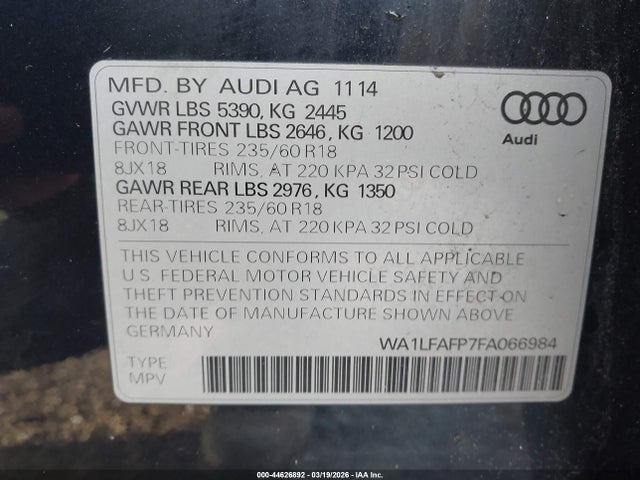 MFD. BY AUDI AG 11 14
GVWR LBS 5390, KG 2445
GAWR FRONT LBS 2646, KG 1200
FRONT-TIRES 235/60 R18
8JX18 RIMS, AT 220 KPA 32 PSI COLD
GAWR REAR LBS 2976, KG 1350
REAR-TIRES 235/60 R18
8JX18 RIMS, AT 220 KPA 32 PSI COLD
Audi
THIS VEHICLE CONFORMS TO ALL APPLICABLE
U.S. FEDERAL MOTOR VEHICLE SAFETY AND
THEFT PREVENTION STANDARDS IN EFFECT ON
THE DATE OF MANUFACTURE SHOWN ABOVE
GERMANY WA1LFAFP7FA066984
TYPE
MPV
000-44626892 - 03/19/2026 - IAA Inc.